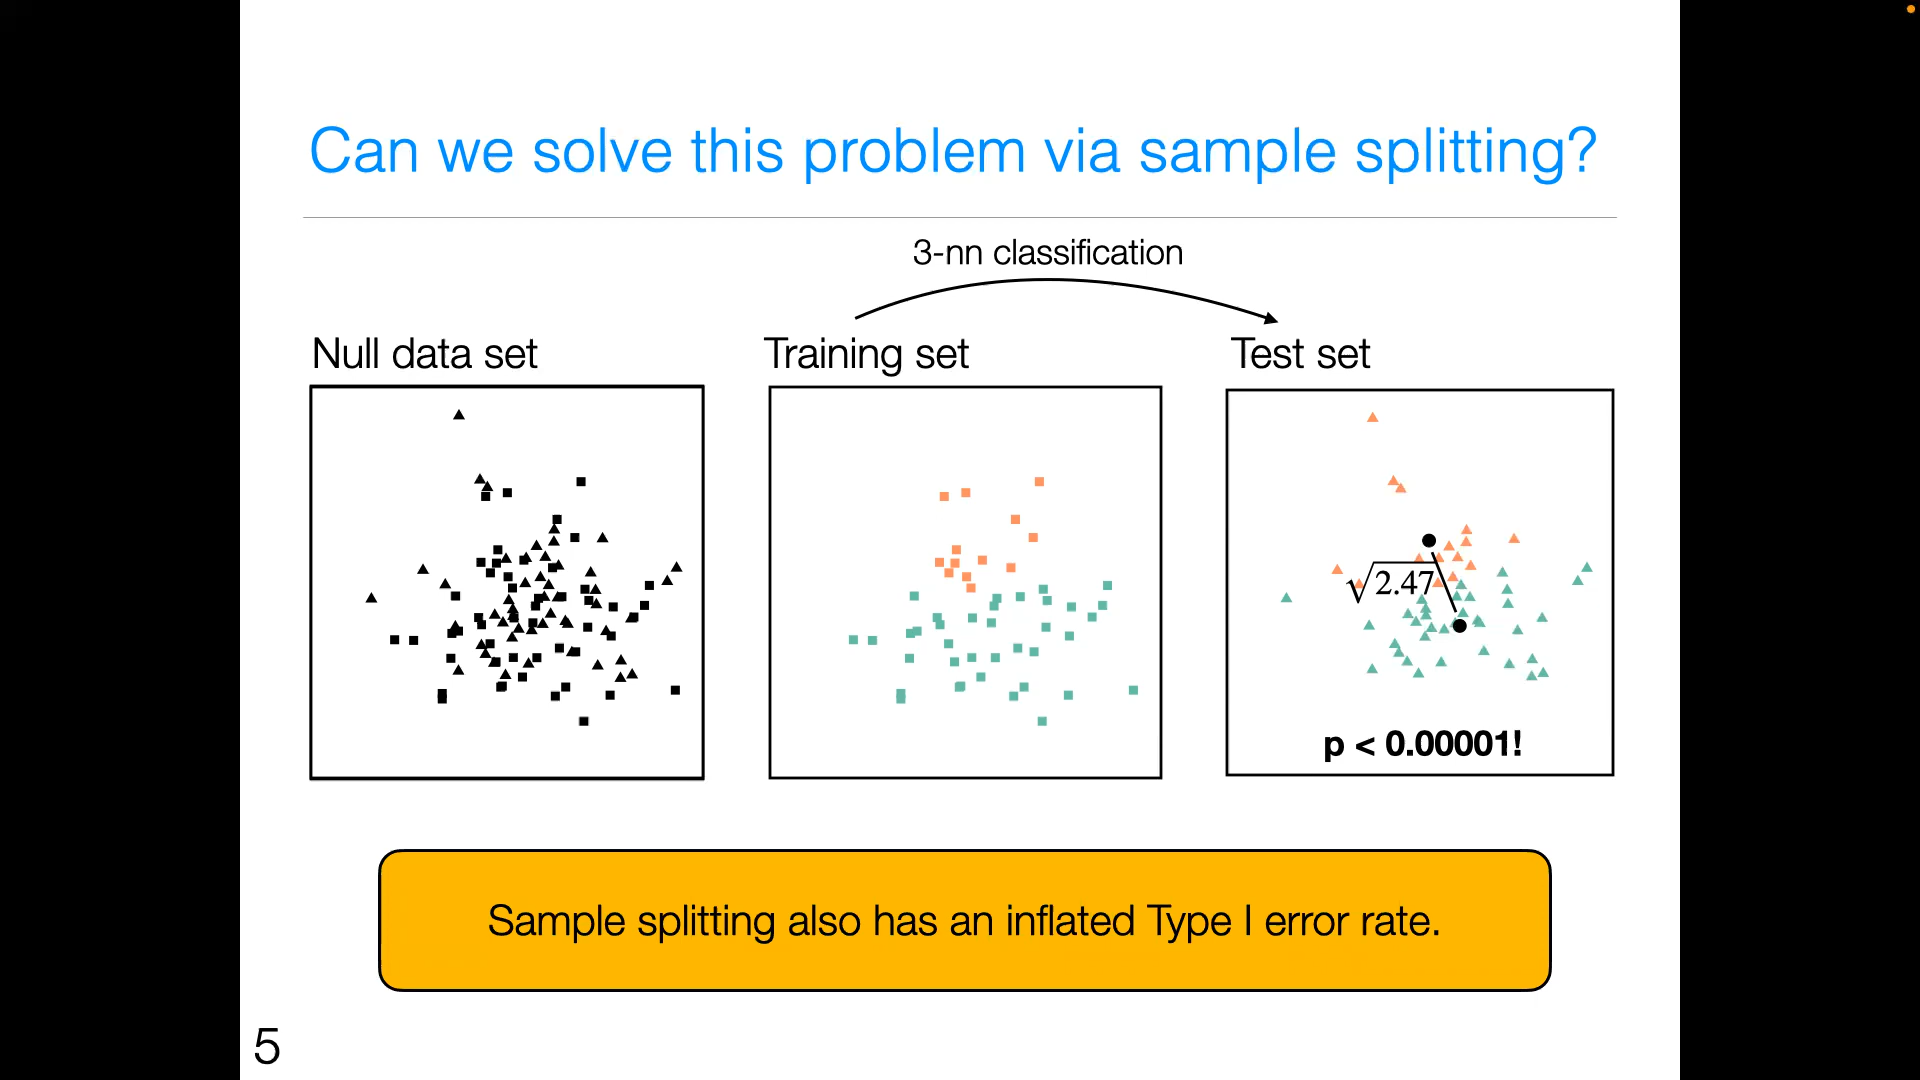 Can we solve this problem via sample splitting?
3-nn classification
Null data set
Training set
Test set
√2.47
p < 0.00001!
Sample splitting also has an inflated Type I error rate.
5